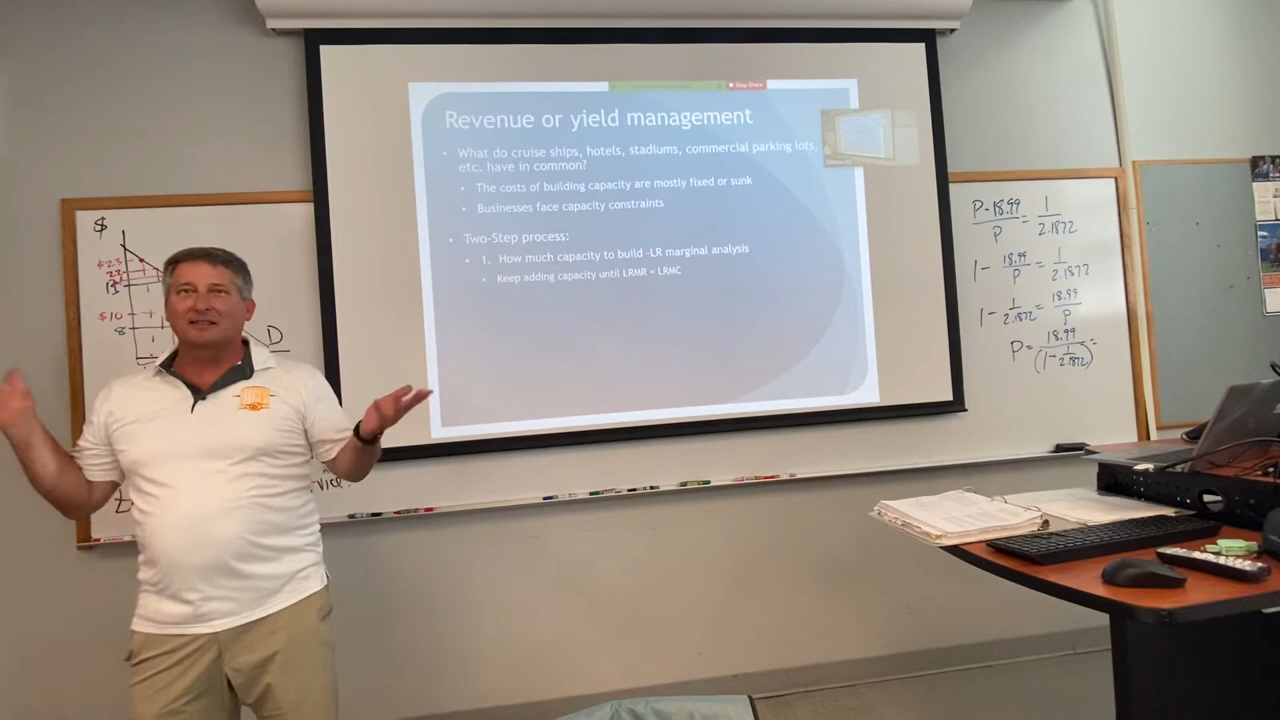 Stop Share
Revenue or yield management
What do cruise ships, hotels, stadiums, commercial parking lots,
etc. have in common?
The costs of building capacity are mostly fixed or sunk
Businesses face capacity constraints
Two-Step process:
1. How much capacity to build -LR marginal analysis
Keep adding capacity until LRMR = LRMC
$
$23
22
$10
8
D
P-18.99/P = 1/2.1872
1 - 18.99/P = 1/2.1872
1 - 1/2.1872 = 18.99/P
P = 18.99/(1 - 1/2.1872) =